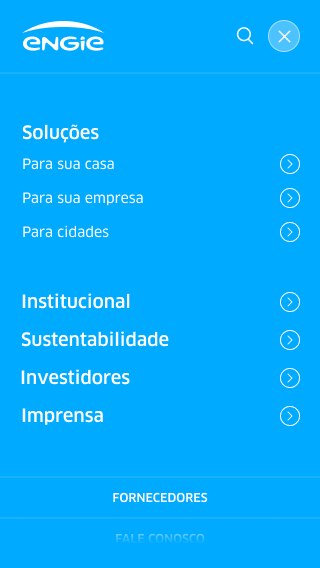 ENGIE
Soluções
Para sua casa
Para sua empresa
Para cidades
Institucional
Sustentabilidade
Investidores
Imprensa
FORNECEDORES
FALE CONOSCO